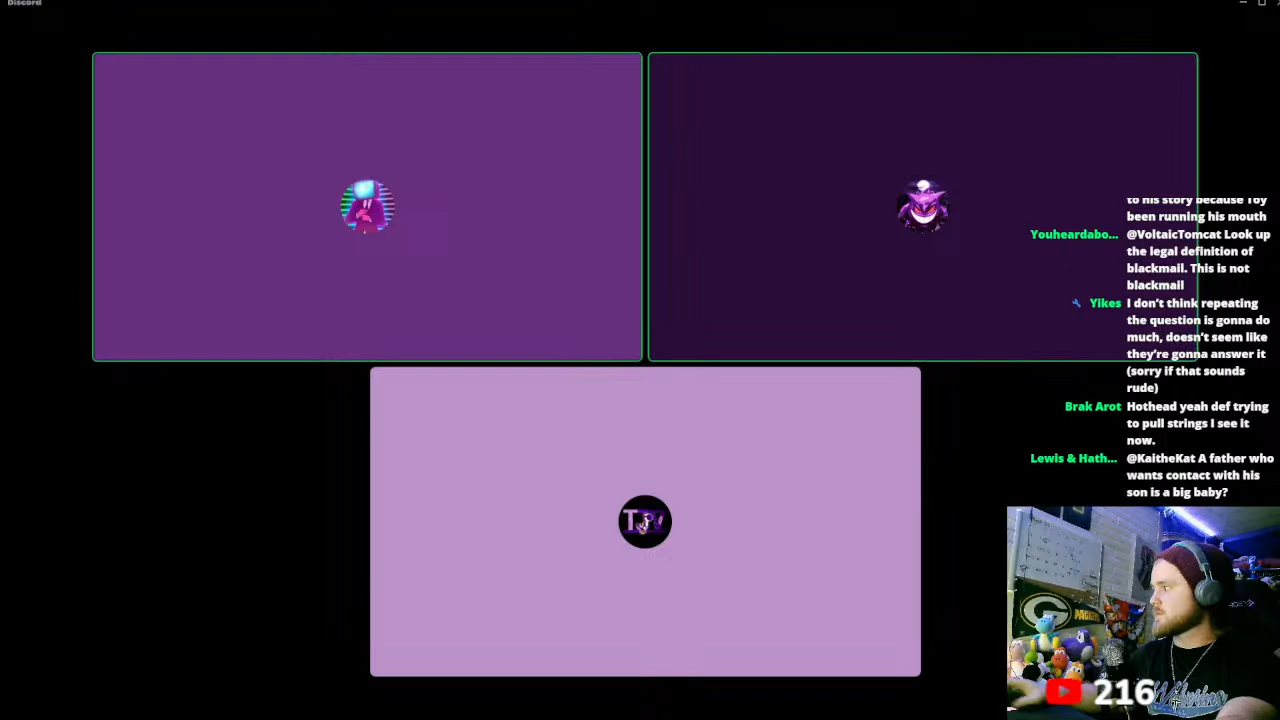 Discord
to his story because Toy
been running his mouth
Youheardabo... @VoltaicTomcat Look up
the legal definition of
blackmail. This is not
blackmail
Yikes I don't think repeating
the question is gonna do
much, doesn't seem like
they're gonna answer it
(sorry if that sounds
rude)
Brak Arot Hothead yeah def trying
to pull strings I see it
now.
Lewis & Hath... @KaitheKat A father who
wants contact with his
son is a big baby?
G
216